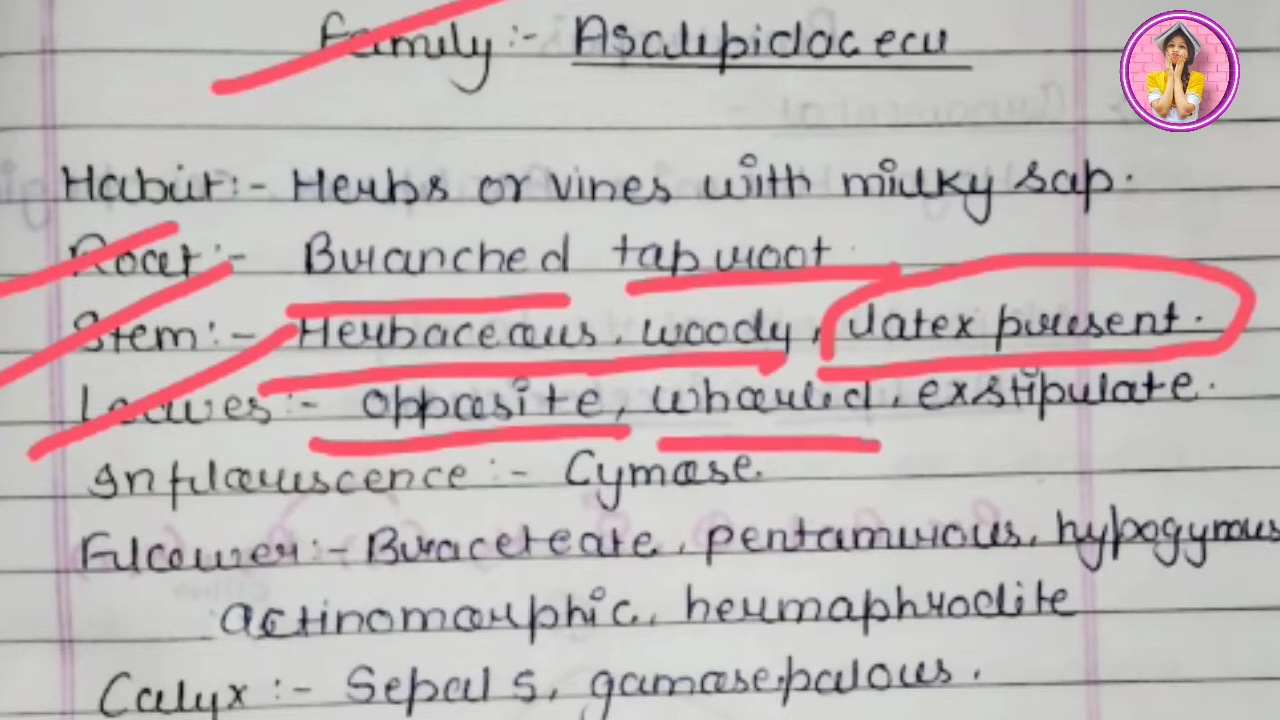 Family :- Asclepidaceae
Habit :- Herbs or vines with milky sap.
Root :- Branched tap root
Stem :- Herbaceous, woody, latex present.
Leaves :- opposite, whorled, exstipulate.
Inflorescence :- Cymose.
Flower :- Braceteate, pentamerous, hypogynous
actinomorphic, hermaphrodite
Calyx :- Sepal 5, gamosepalous.